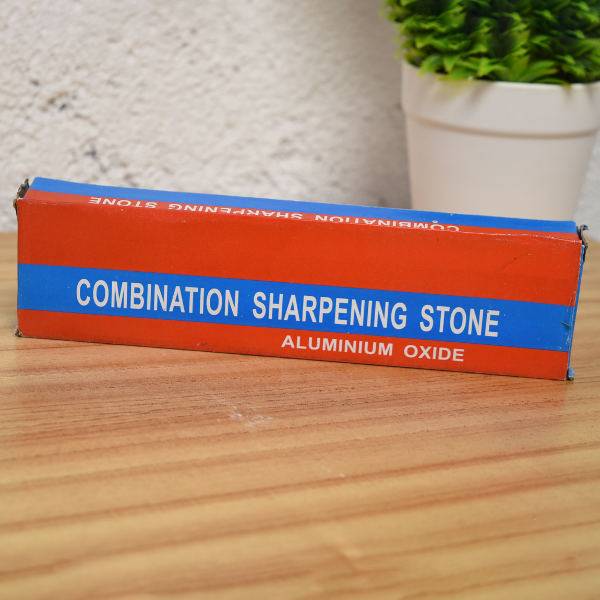 COMBINATION SHARPENING STONE
COMBINATION SHARPENING STONE
ALUMINIUM OXIDE